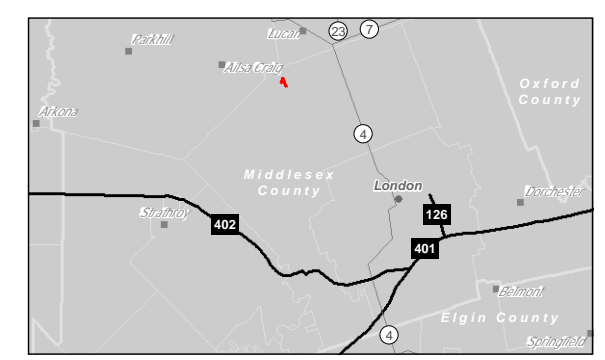 Lucan
23
7
Parkhill
Ailsa Craig
Oxford
County
Arkona
4
Middlesex
County
London
Dorchester
Strathroy
126
402
401
Belmont
Elgin County
4
Springfield